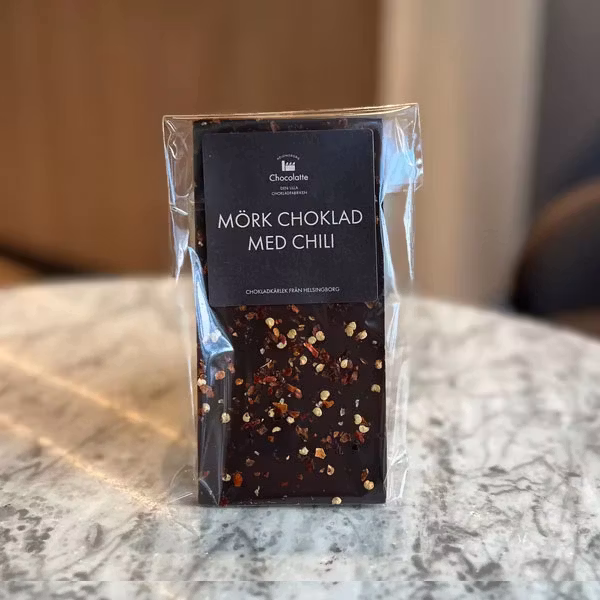 Chocolatte
DEN LILLA
CHOKLADFABRIKEN
MÖRK CHOKLAD
MED CHILI
CHOKLADKÄRLEK FRÅN HELSINGBORG